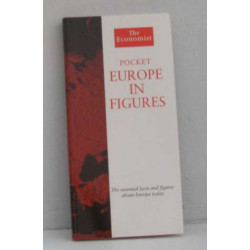 The
Economist
POCKET
EUROPE
IN
FIGURES
The essential facts and figures
about Europe today